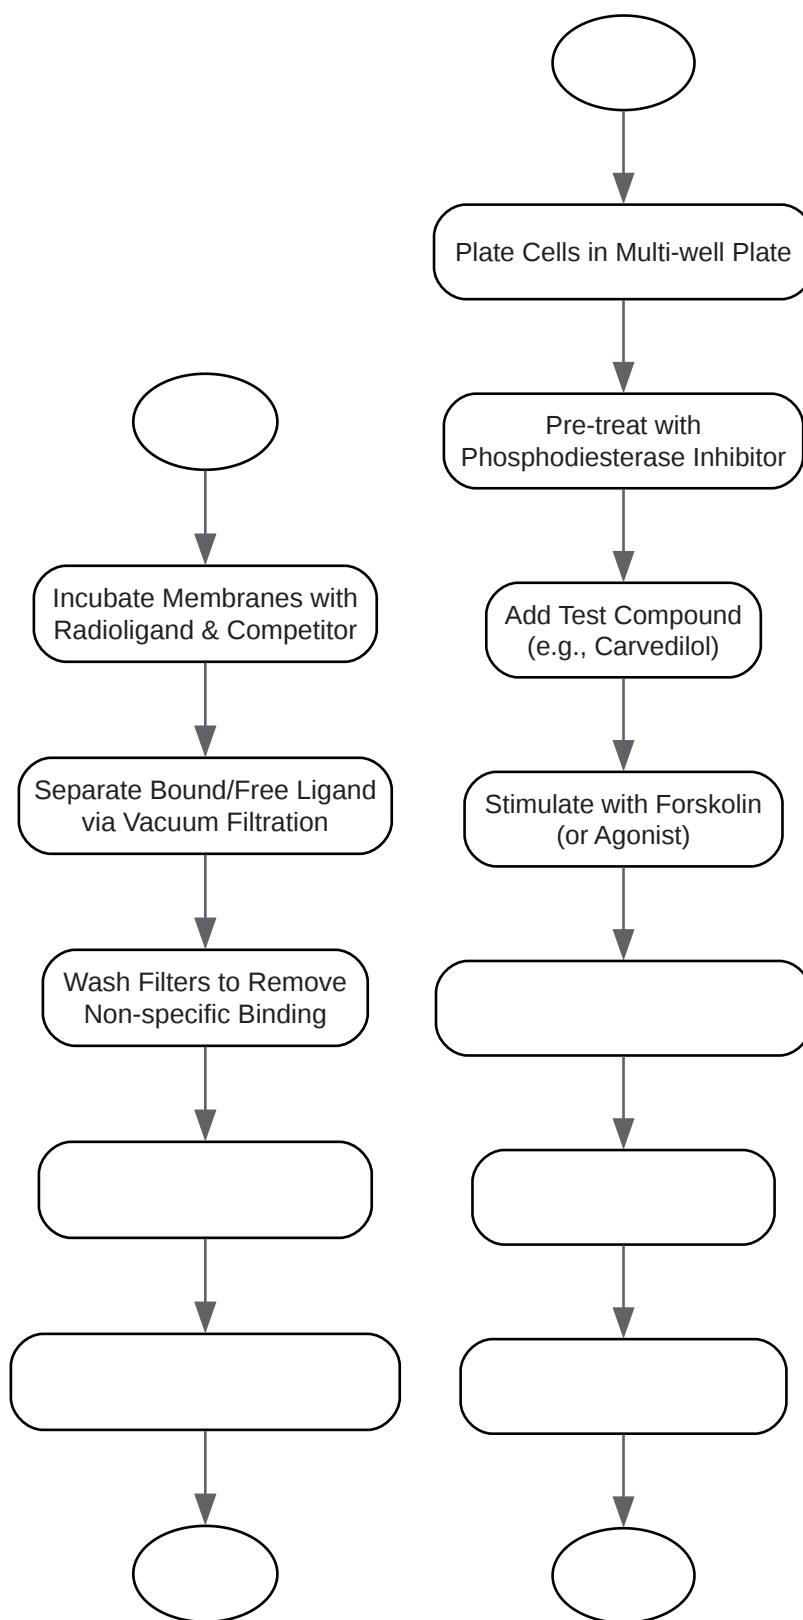 Plate Cells in Multi-well Plate
Pre-treat with
Phosphodiesterase Inhibitor
Add Test Compound
(e.g., Carvedilol)
Stimulate with Forskolin
(or Agonist)
Incubate Membranes with
Radioligand & Competitor
Separate Bound/Free Ligand
via Vacuum Filtration
Wash Filters to Remove
Non-specific Binding